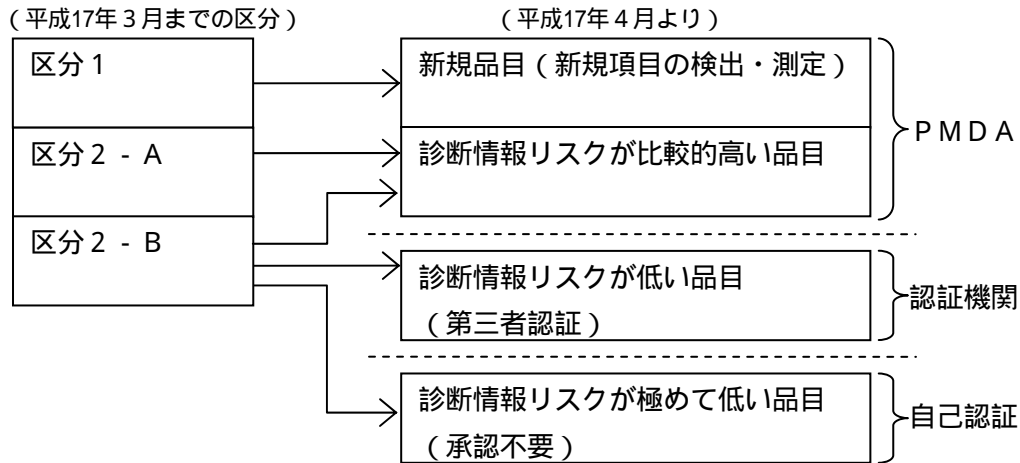 (平成17年3月までの区分)
(平成17年4月より)
区分1
新規品目(新規項目の検出・測定)
区分2-A
診断情報リスクが比較的高い品目
PMDA
区分2-B
診断情報リスクが低い品目
(第三者認証)
認証機関
診断情報リスクが極めて低い品目
(承認不要)
自己認証